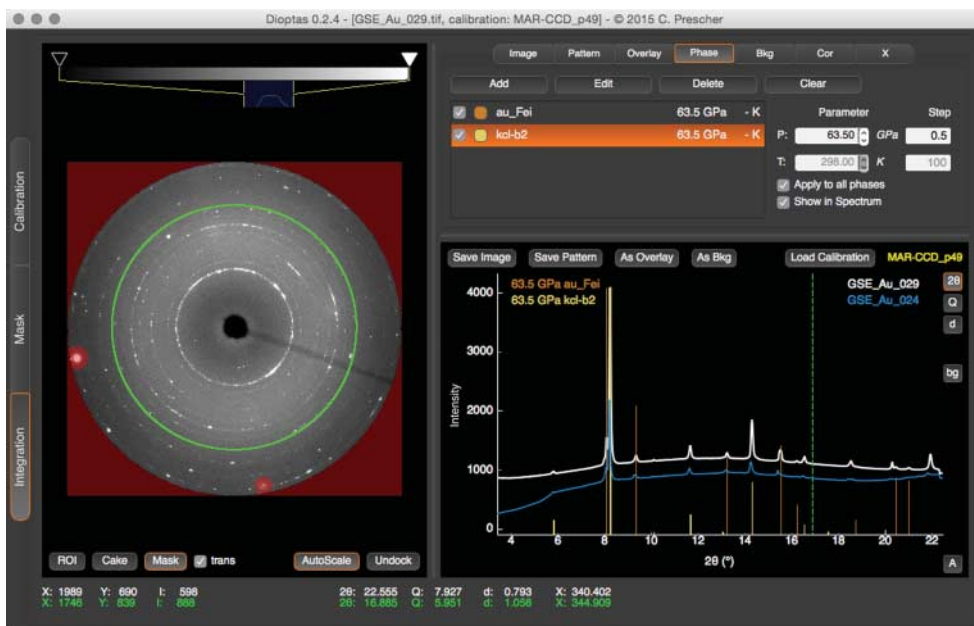 Dioptas 0.2.4 - [GSE_Au_029.tif, calibration: MAR-CCD_p49] - © 2015 C. Prescher
Calibration
Mask
Integration
Image Pattern Overlay Phase Bkg Cor X
Add Edit Delete Clear
au_Fei 63.5 GPa - K
kcl-b2 63.5 GPa - K
Parameter Step
P: 63.50 GPa 0.5
T: 298.00 K 100
Apply to all phases
Show in Spectrum
Save Image Save Pattern As Overlay As Bkg Load Calibration MAR-CCD_p49
63.5 GPa au_Fei GSE_Au_029
63.5 GPa kcl-b2 GSE_Au_024
2θ
Q
d
bg
A
Intensity
4000
3000
2000
1000
0
4 6 8 10 12 14 16 18 20 22
2θ (°)
ROI Cake Mask trans AutoScale Undock
X: 1989 Y: 690 I: 598 2θ: 22.555 Q: 7.927 d: 0.793 X: 340.402
X: 1746 Y: 839 I: 888 2θ: 16.885 Q: 5.951 d: 1.056 X: 344.909